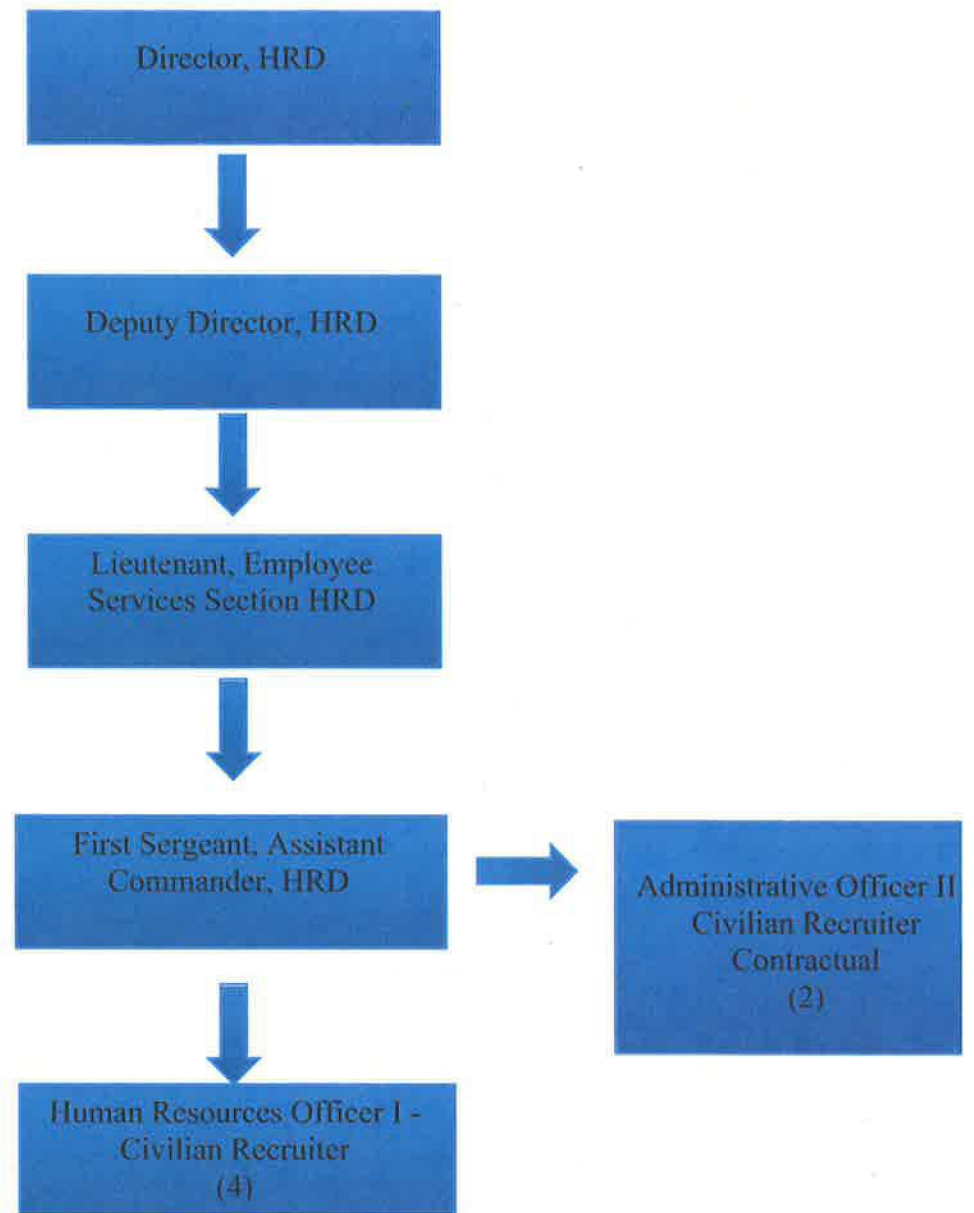 Director, HRD
Deputy Director, HRD
Lieutenant, Employee
Services Section HRD
First Sergeant, Assistant
Commander, HRD
Administrative Officer II
Civilian Recruiter
Contractual
(2)
Human Resources Officer I -
Civilian Recruiter
(4)